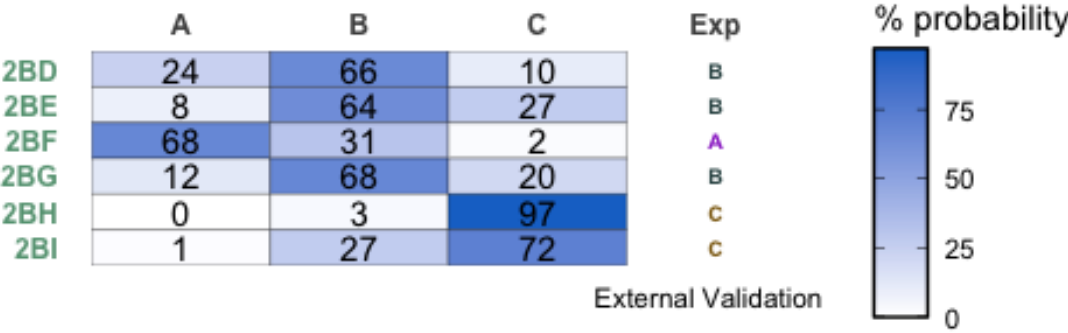 A B C Exp % probability
2BD 24 66 10 B
2BE 8 64 27 B
2BF 68 31 2 A
2BG 12 68 20 B
2BH 0 3 97 C
2BI 1 27 72 C
75
50
25
0
External Validation